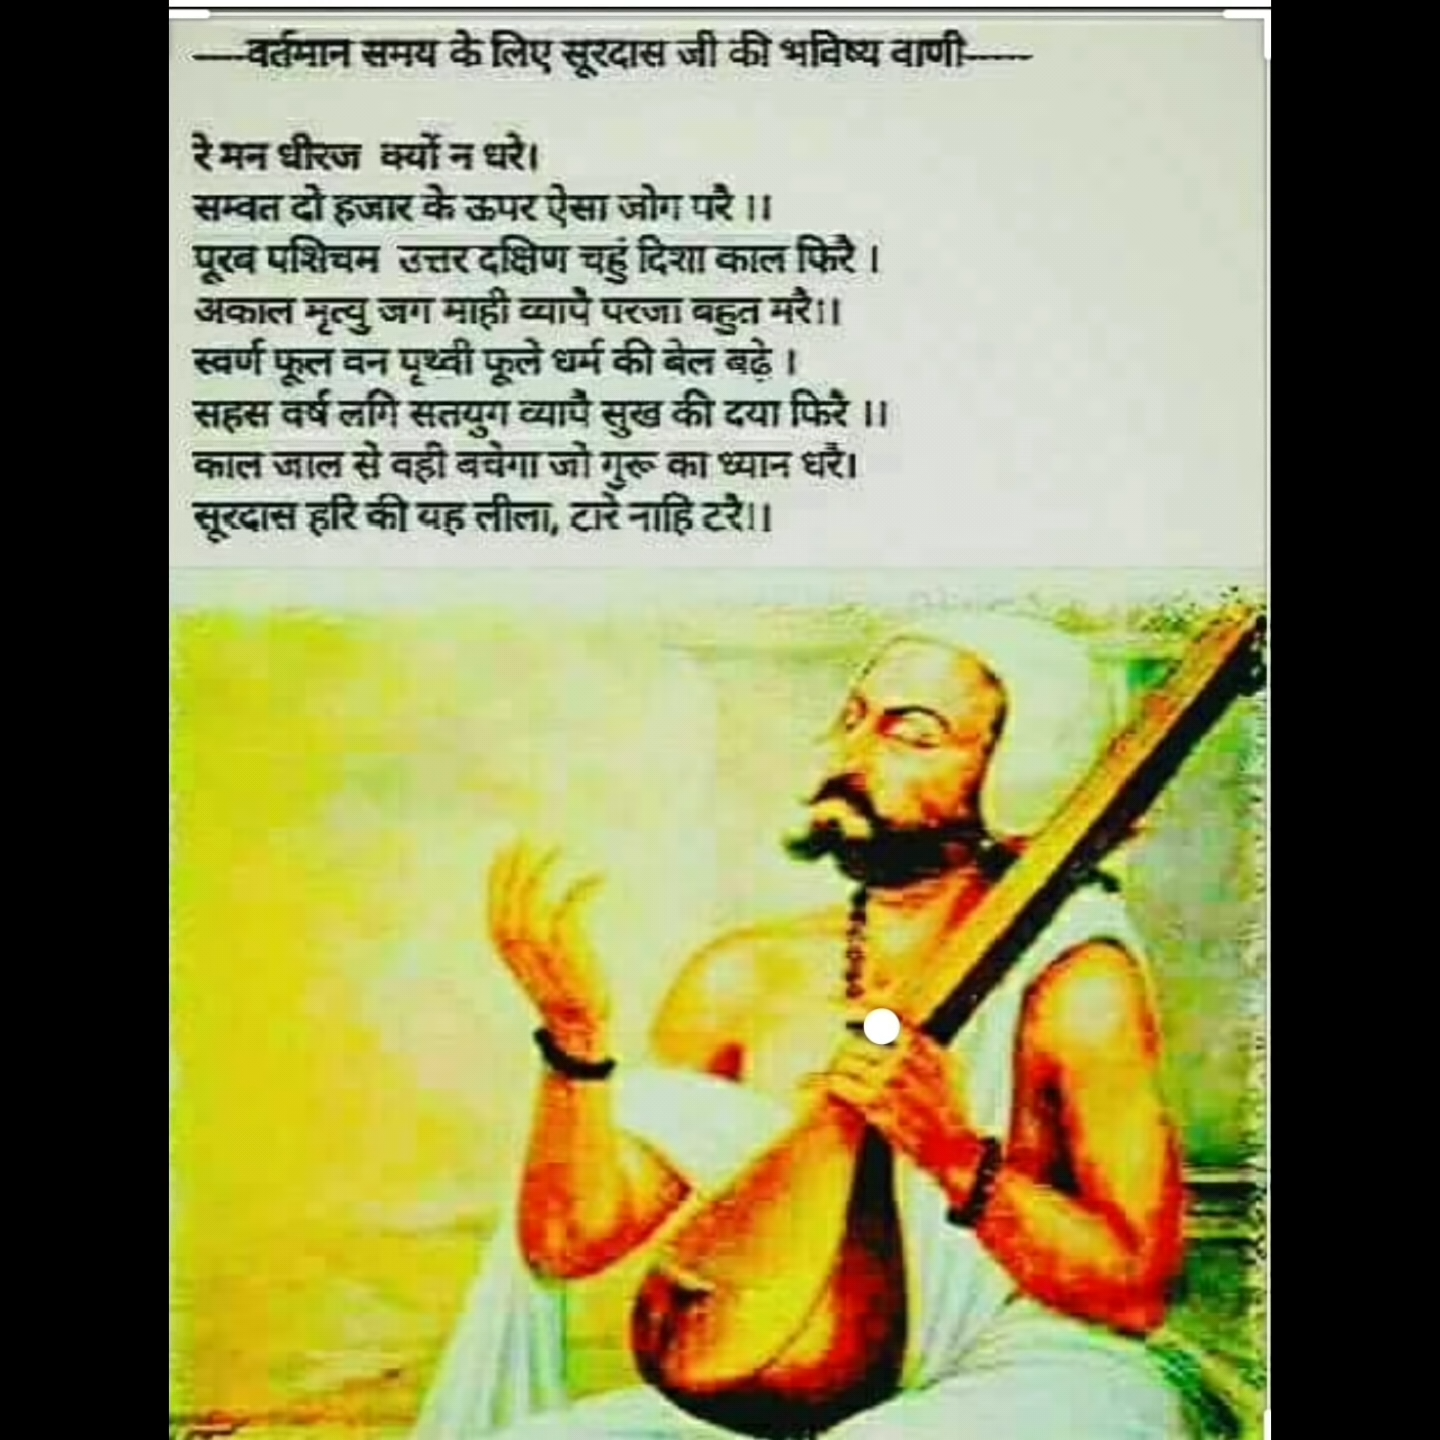 -----वर्तमान समय के लिए सूरदास जी की भविष्य वाणी------
रे मन धीरज क्यों न धरे।
सम्वत दो हजार के ऊपर ऐसा जोग परै ।।
पूरब पशिचम उत्तर दक्षिण चहुं दिशा काल फिरै ।
अकाल मृत्यु जग माही व्यापै परजा बहुत मरै।।
स्वर्ण फूल वन पृथ्वी फूले धर्म की बेल बढ़े ।
सहस वर्ष लगि सतयुग व्यापै सुख की दया फिरै ।।
काल जाल से वही बचेगा जो गुरू का ध्यान धरै।
सूरदास हरि की यह लीला, टारे नाहि टरै।।